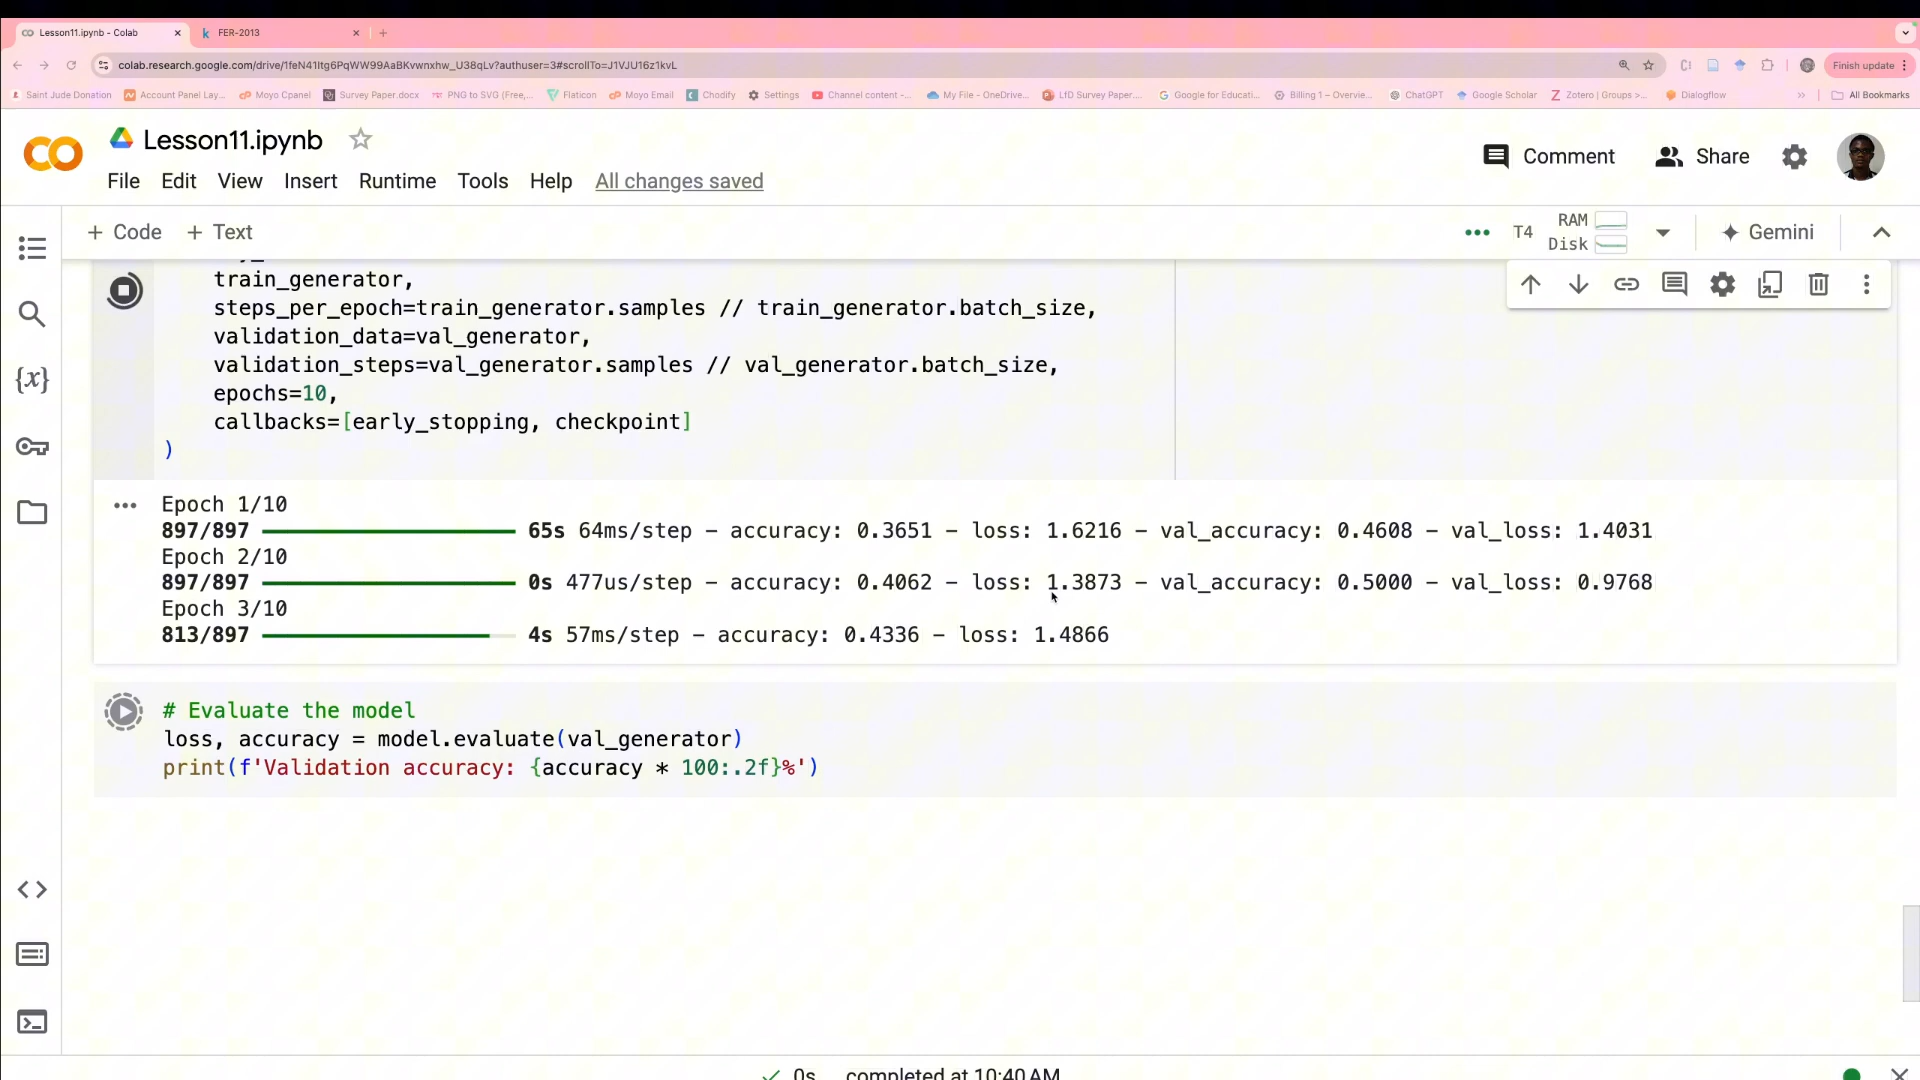 Lesson11.ipynb - Colab
FER-2013
colab.research.google.com/drive/1feN41Itg6PqWW99AaBKvwnxhw_U38qLv?authuser=3#scrollTo=J1VJU16z1kvL
Finish update
Saint Jude Donation
Account Panel Lay...
Moyo Cpanel
Survey Paper.docx
PNG to SVG (Free,...
Flaticon
Moyo Email
Chodify
Settings
Channel content -...
My File - OneDrive...
LfD Survey Paper....
Google for Educati...
Billing 1 – Overvie...
ChatGPT
Google Scholar
Zotero | Groups >...
Dialogflow
All Bookmarks
Lesson11.ipynb
Comment
Share
File Edit View Insert Runtime Tools Help All changes saved
+ Code + Text
T4
RAM
Disk
Gemini
train_generator,
steps_per_epoch=train_generator.samples // train_generator.batch_size,
validation_data=val_generator,
validation_steps=val_generator.samples // val_generator.batch_size,
epochs=10,
callbacks=[early_stopping, checkpoint]
)
Epoch 1/10
897/897 65s 64ms/step – accuracy: 0.3651 – loss: 1.6216 – val_accuracy: 0.4608 – val_loss: 1.4031
Epoch 2/10
897/897 0s 477us/step – accuracy: 0.4062 – loss: 1.3873 – val_accuracy: 0.5000 – val_loss: 0.9768
Epoch 3/10
813/897 4s 57ms/step – accuracy: 0.4336 – loss: 1.4866
# Evaluate the model
loss, accuracy = model.evaluate(val_generator)
print(f'Validation accuracy: {accuracy * 100:.2f}%')
0s completed at 10:40 AM